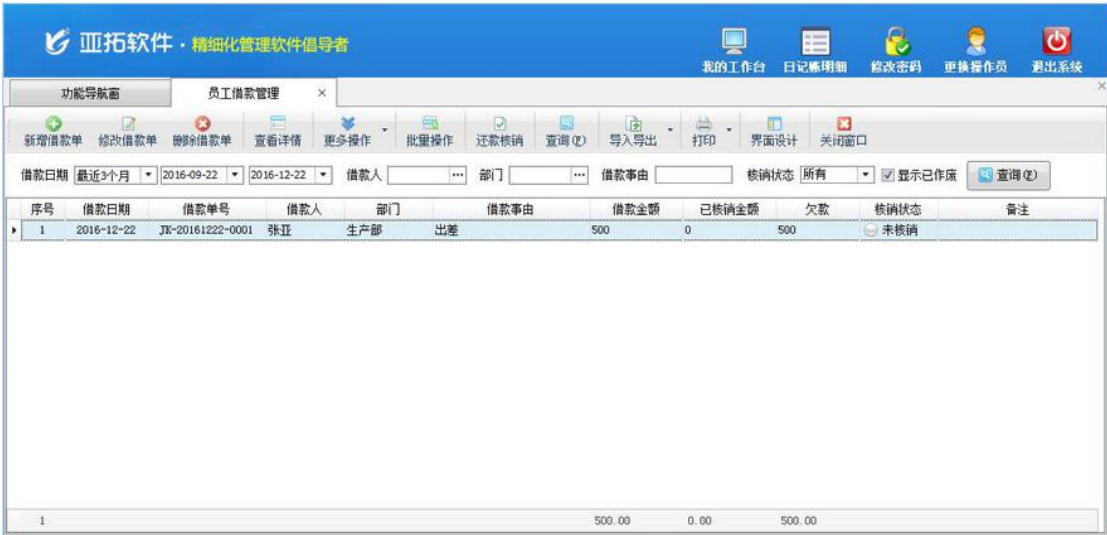 亚拓软件·精细化管理软件倡导者
我的工作台 日记账明细 修改密码 更换操作员 退出系统
功能导航窗 员工借款管理 ×
新增借款单 修改借款单 删除借款单 查看详情 更多操作 批量操作 还款核销 查询(F) 导入导出 打印 界面设计 关闭窗口
借款日期 最近3个月 2016-09-22 2016-12-22 借款人 ... 部门 ... 借款事由 核销状态 所有 显示已作废 查询(F)
序号 借款日期 借款单号 借款人 部门 借款事由 借款金额 已核销金额 欠款 核销状态 备注
1 2016-12-22 JK-20161222-0001 张亚 生产部 出差 500 0 500 未核销
1 500.00 0.00 500.00